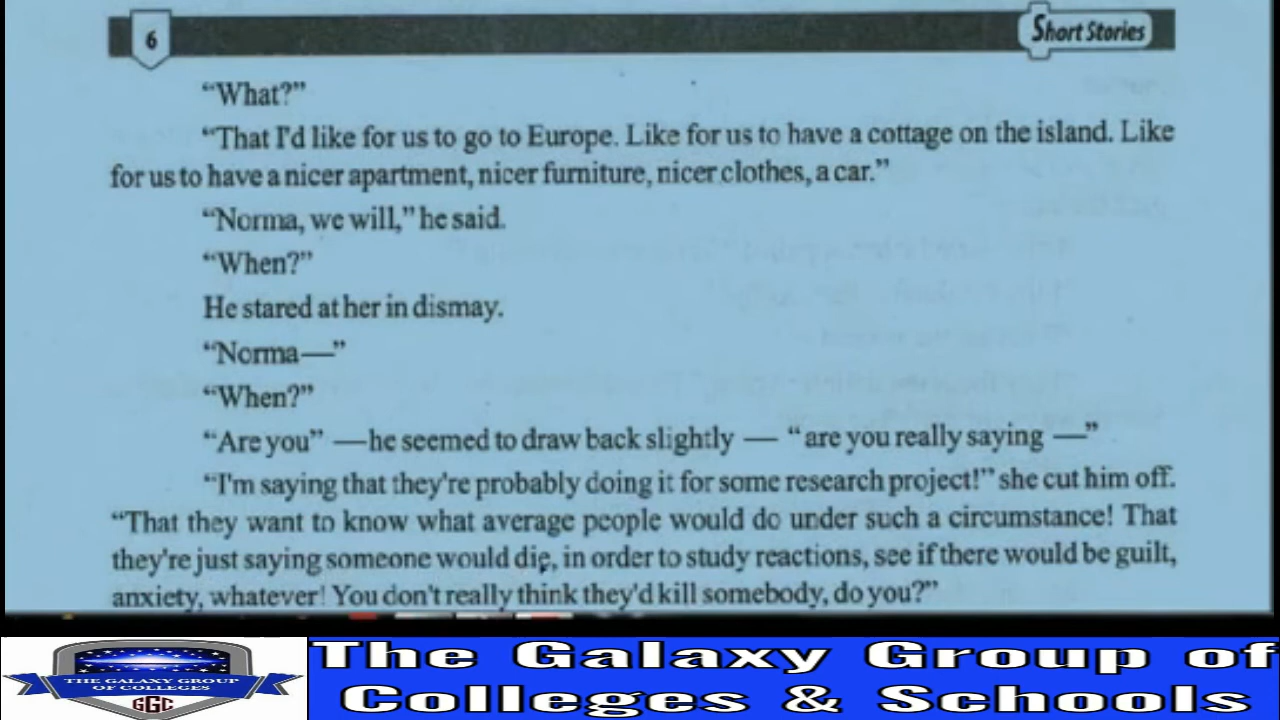 6
Short Stories
“What?”
“That I'd like for us to go to Europe. Like for us to have a cottage on the island. Like
for us to have a nicer apartment, nicer furniture, nicer clothes, a car.”
“Norma, we will,” he said.
“When?”
He stared at her in dismay.
“Norma—”
“When?”
“Are you” —he seemed to draw back slightly — “are you really saying —”
“I'm saying that they're probably doing it for some research project!” she cut him off.
“That they want to know what average people would do under such a circumstance! That
they're just saying someone would die, in order to study reactions, see if there would be guilt,
anxiety, whatever! You don't really think they'd kill somebody, do you?”
THE GALAXY GROUP
OF COLLEGES
GGC
The Galaxy Group of
Colleges & Schools